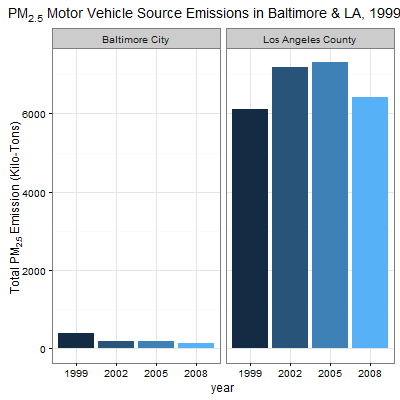 PM2.5 Motor Vehicle Source Emissions in Baltimore & LA, 1999
Baltimore City
Los Angeles County
Total PM2.5 Emission (Kilo-Tons)
6000
4000
2000
0
1999 2002 2005 2008
1999 2002 2005 2008
year